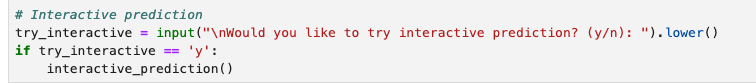 # Interactive prediction
try_interactive = input("\nWould you like to try interactive prediction? (y/n): ").lower()
if try_interactive == 'y':
    interactive_prediction()